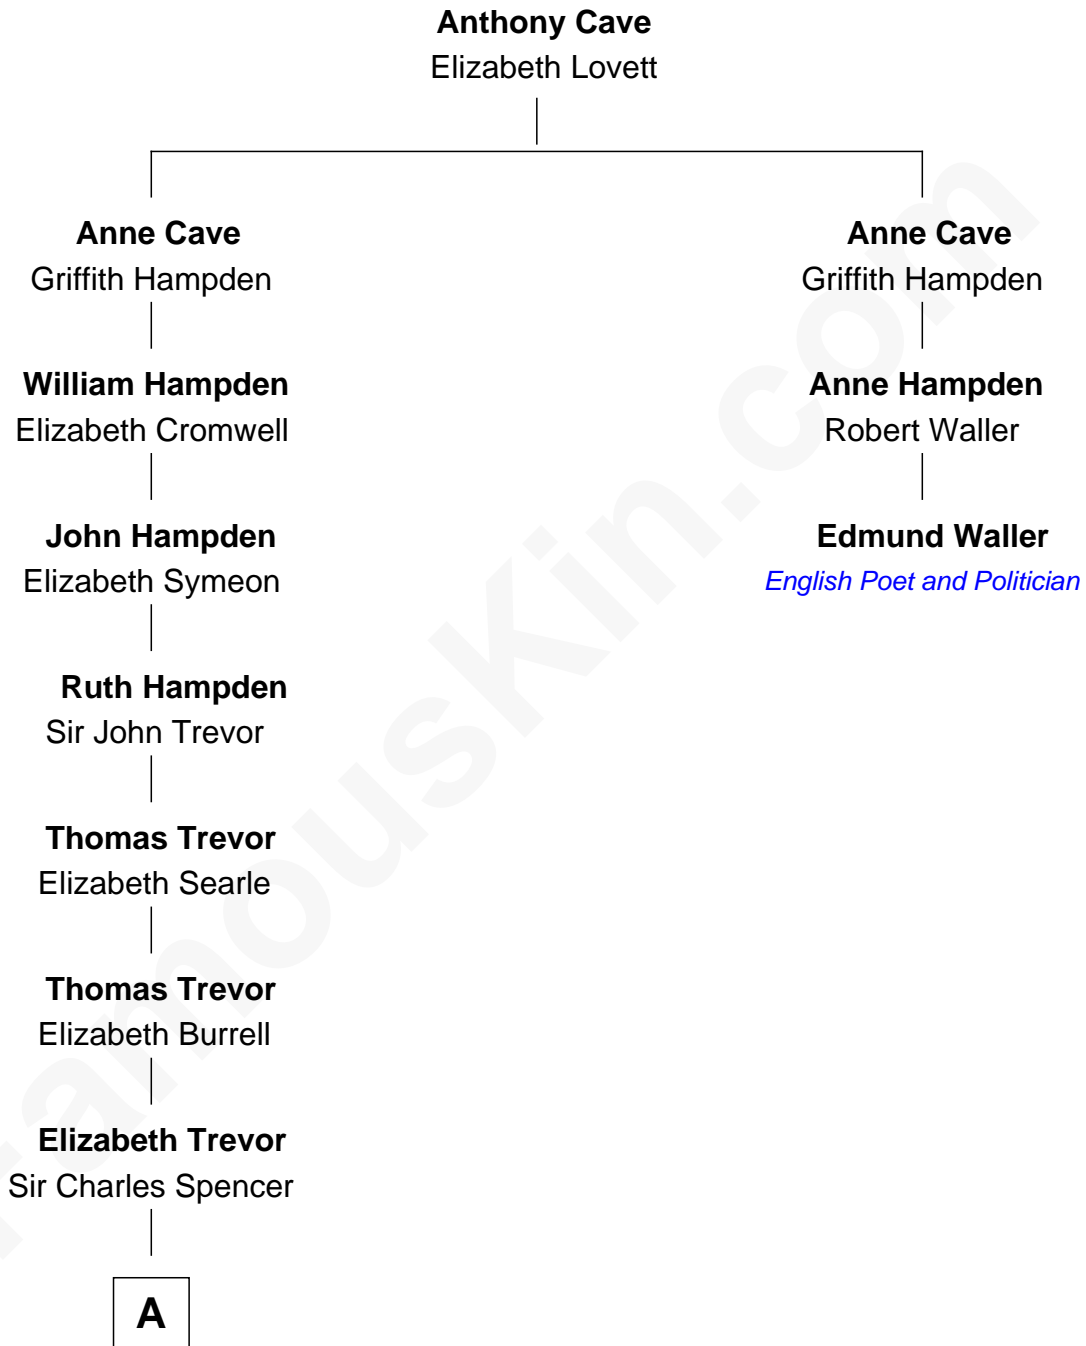 Anthony Cave
Elizabeth Lovett
Anne Cave
Griffith Hampden
Anne Cave
Griffith Hampden
William Hampden
Elizabeth Cromwell
Anne Hampden
Robert Waller
John Hampden
Elizabeth Symeon
Edmund Waller
English Poet and Politician
Ruth Hampden
Sir John Trevor
Thomas Trevor
Elizabeth Searle
Thomas Trevor
Elizabeth Burrell
Elizabeth Trevor
Sir Charles Spencer
A
FamousKin.com